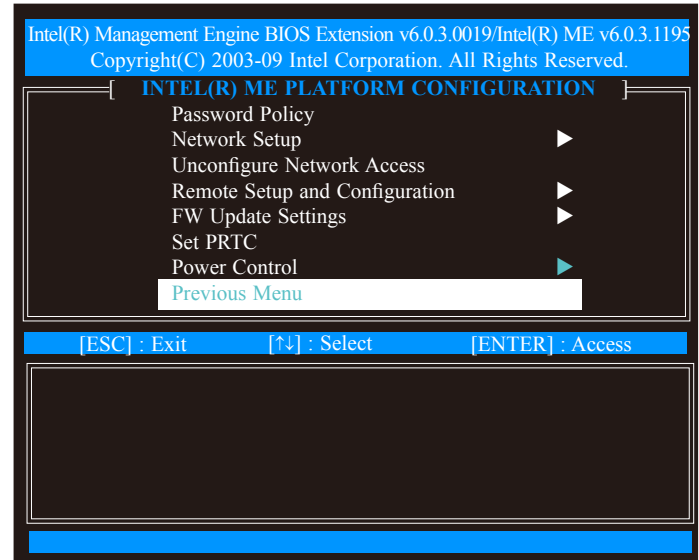 Intel(R) Management Engine BIOS Extension v6.0.3.0019/Intel(R) ME v6.0.3.1195
Copyright(C) 2003-09 Intel Corporation. All Rights Reserved.
[ INTEL(R) ME PLATFORM CONFIGURATION ]
Password Policy
Network Setup ▶
Unconfigure Network Access
Remote Setup and Configuration ▶
FW Update Settings ▶
Set PRTC
Power Control ▶
Previous Menu
[ESC] : Exit [↑↓] : Select [ENTER] : Access